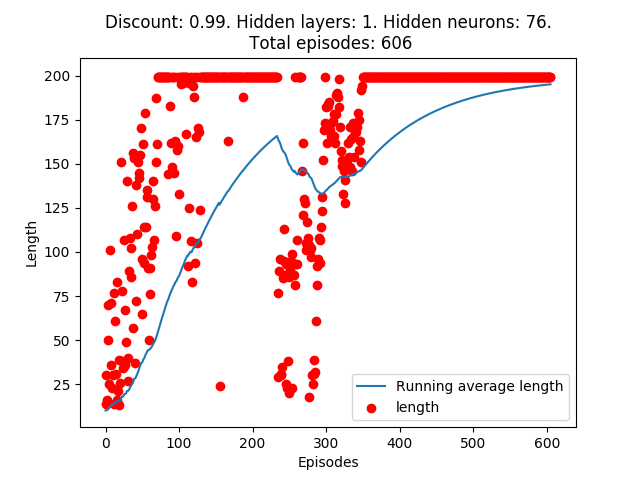 Discount: 0.99. Hidden layers: 1. Hidden neurons: 76.
Total episodes: 606
200
175
150
125
100
75
50
25
Length
0 100 200 300 400 500 600
Episodes
Running average length
length